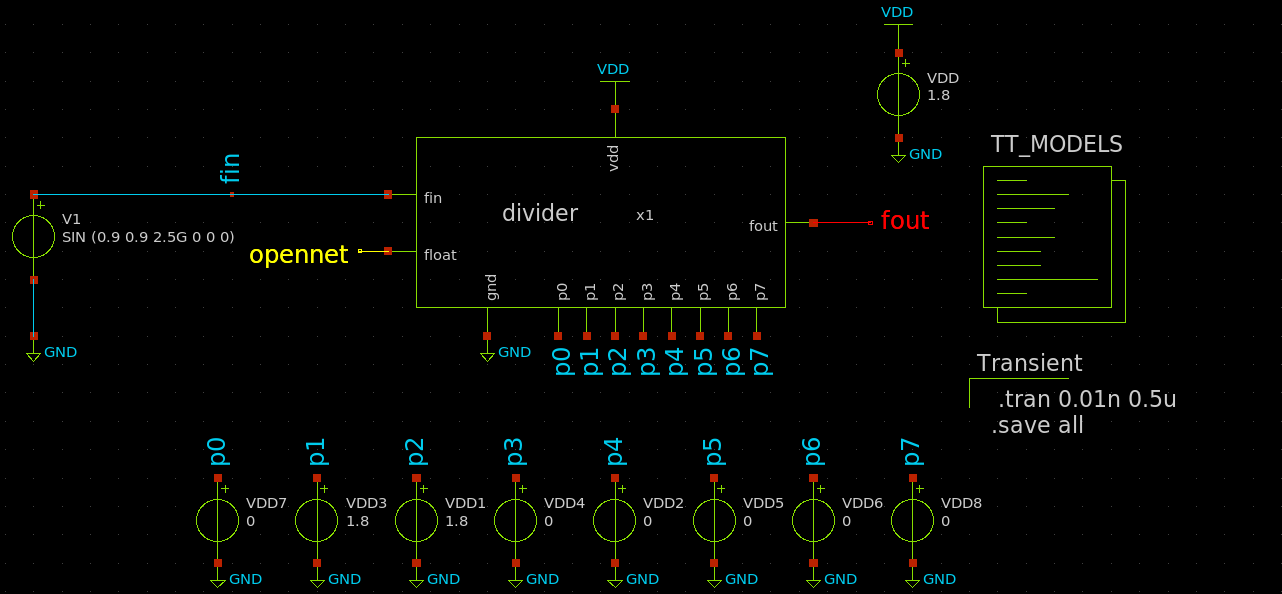 VDD
+
VDD
1.8
GND
VDD
TT_MODELS
fin
vdd
V1
SIN (0.9 0.9 2.5G 0 0 0)
+
GND
fin
divider
x1
fout
fout
opennet
float
gnd
p0 p1 p2 p3 p4 p5 p6 p7
GND
p0 p1 p2 p3 p4 p5 p6 p7
Transient
.tran 0.01n 0.5u
.save all
p0 p1 p2 p3 p4 p5 p6 p7
+ + + + + + + +
VDD7 VDD3 VDD1 VDD4 VDD2 VDD5 VDD6 VDD8
0 1.8 1.8 0 0 0 0 0
GND GND GND GND GND GND GND GND